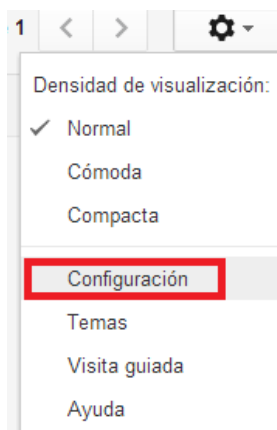 1
Densidad de visualización:
Normal
Cómoda
Compacta
Configuración
Temas
Visita guiada
Ayuda